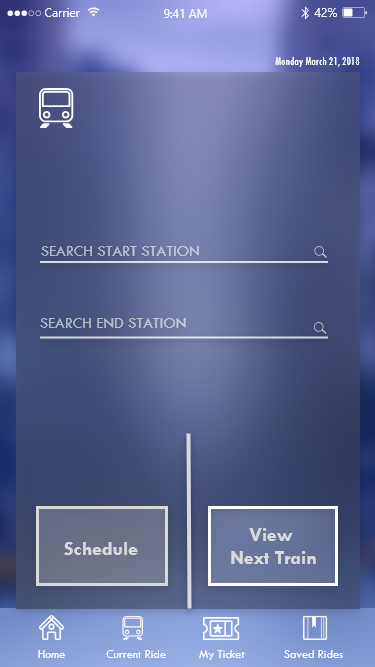 Carrier 9:41 AM 42%
Monday March 21, 2018
SEARCH START STATION
SEARCH END STATION
Schedule
View
Next Train
Home Current Ride My Ticket Saved Rides